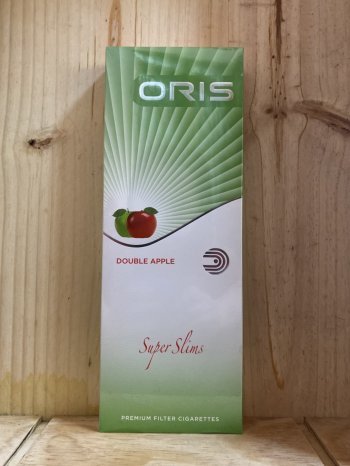 ORIS
DOUBLE APPLE
Super Slims
PREMIUM FILTER CIGARETTES